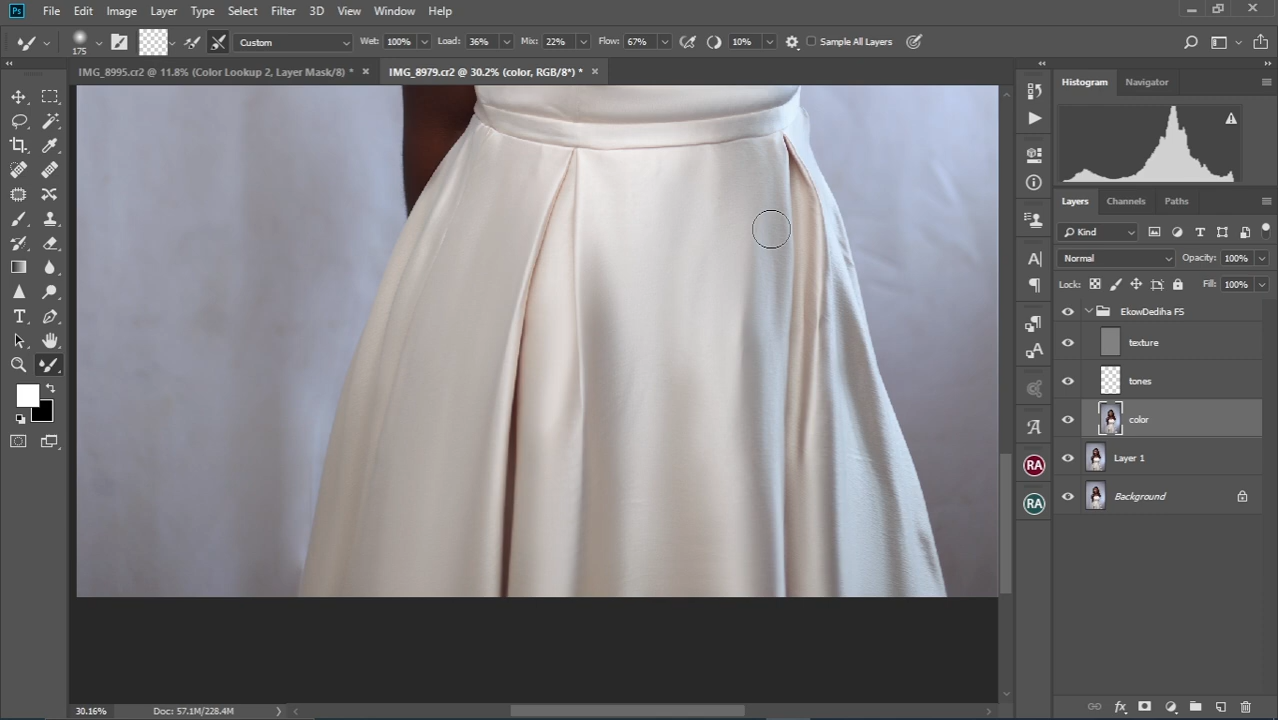 Ps File Edit Image Layer Type Select Filter 3D View Window Help
175 Custom Wet: 100% Load: 36% Mix: 22% Flow: 67% 10% Sample All Layers
IMG_8995.cr2 @ 11.8% (Color Lookup 2, Layer Mask/8) * × IMG_8979.cr2 @ 30.2% (color, RGB/8*) * ×
Histogram Navigator
Layers Channels Paths
Kind
Normal Opacity: 100%
Lock: Fill: 100%
EkowDediha FS
texture
tones
color
Layer 1
Background
RA
RA
30.16% Doc: 57.1M/228.4M